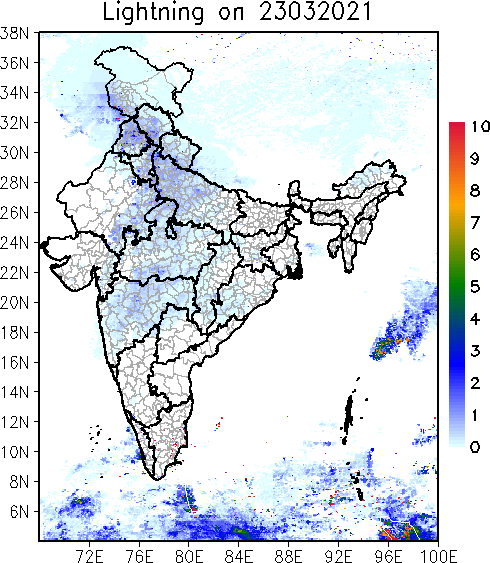 Lightning on 23032021
38N
36N
34N
32N
30N
28N
26N
24N
22N
20N
18N
16N
14N
12N
10N
8N
6N
72E 76E 80E 84E 88E 92E 96E 100E
10
9
8
7
6
5
4
3
2
1
0